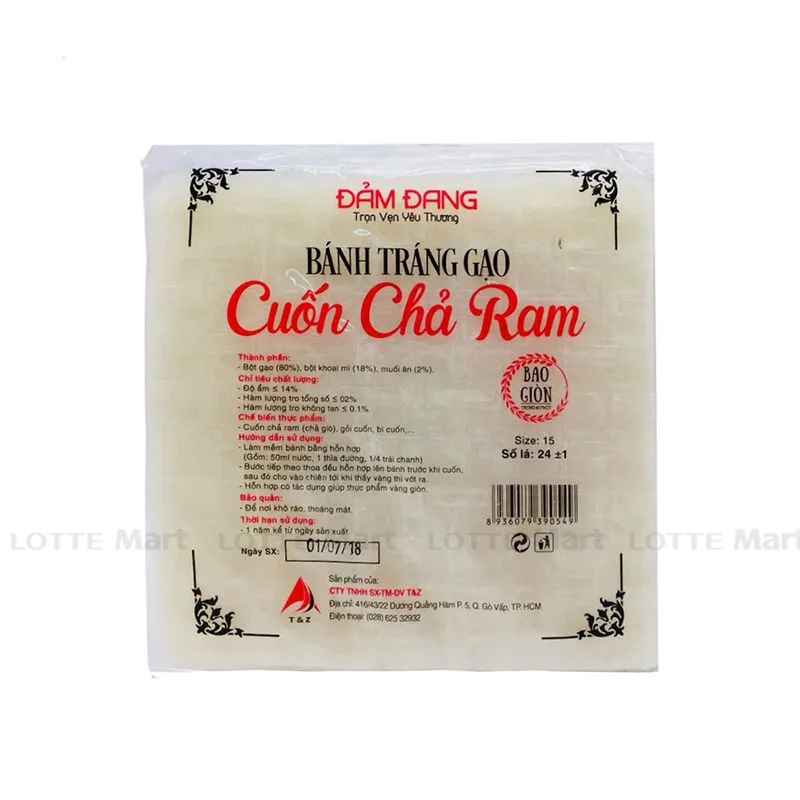 ĐẢM ĐANG
Trọn Vẹn Yêu Thương
BÁNH TRÁNG GẠO
Cuốn Chả Ram
Thành phần:
- Bột gạo (80%), bột khoai mì (18%), muối ăn (2%).
Chỉ tiêu chất lượng:
- Độ ẩm ≤ 14%
- Hàm lượng tro tổng số ≤ 02%
- Hàm lượng tro không tan ≤ 0.1%
Chế biến thực phẩm:
- Cuốn chả ram (chả giò), gỏi cuốn, bì cuốn,...
Hướng dẫn sử dụng:
- Làm mềm bánh bằng hỗn hợp
(Gồm: 50ml nước, 1 thìa đường, 1/4 trái chanh)
- Bước tiếp theo thoa đều hỗn hợp lên bánh trước khi cuốn,
sau đó cho vào chiên tới khi thấy vàng thì vớt ra.
- Hỗn hợp có tác dụng giúp thực phẩm vàng giòn.
Bảo quản:
- Để nơi khô ráo, thoáng mát.
Thời hạn sử dụng:
- 1 năm kể từ ngày sản xuất
Ngày SX: 01/07/18
BAO
GIÒN
Size: 15
Số lá: 24 ±1
8936079390549
LOTTE Mart LOTTE Mart LOTTE Mart LOTTE Mart
T & Z
Sản phẩm của:
CTY TNHH SX-TM-DV T&Z
Địa chỉ: 416/43/22 Dương Quảng Hàm P. 5, Q. Gò Vấp, TP. HCM
Điện thoại: (028) 625 32932